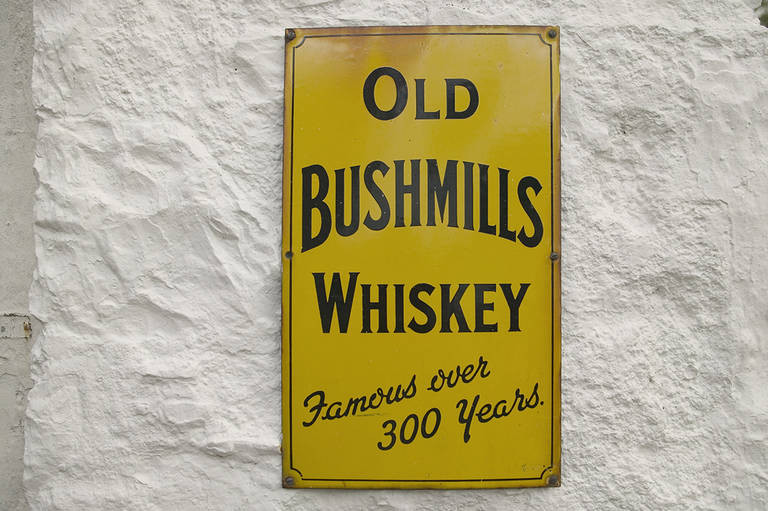 OLD
BUSHMILLS
WHISKEY
Famous over
300 Years.